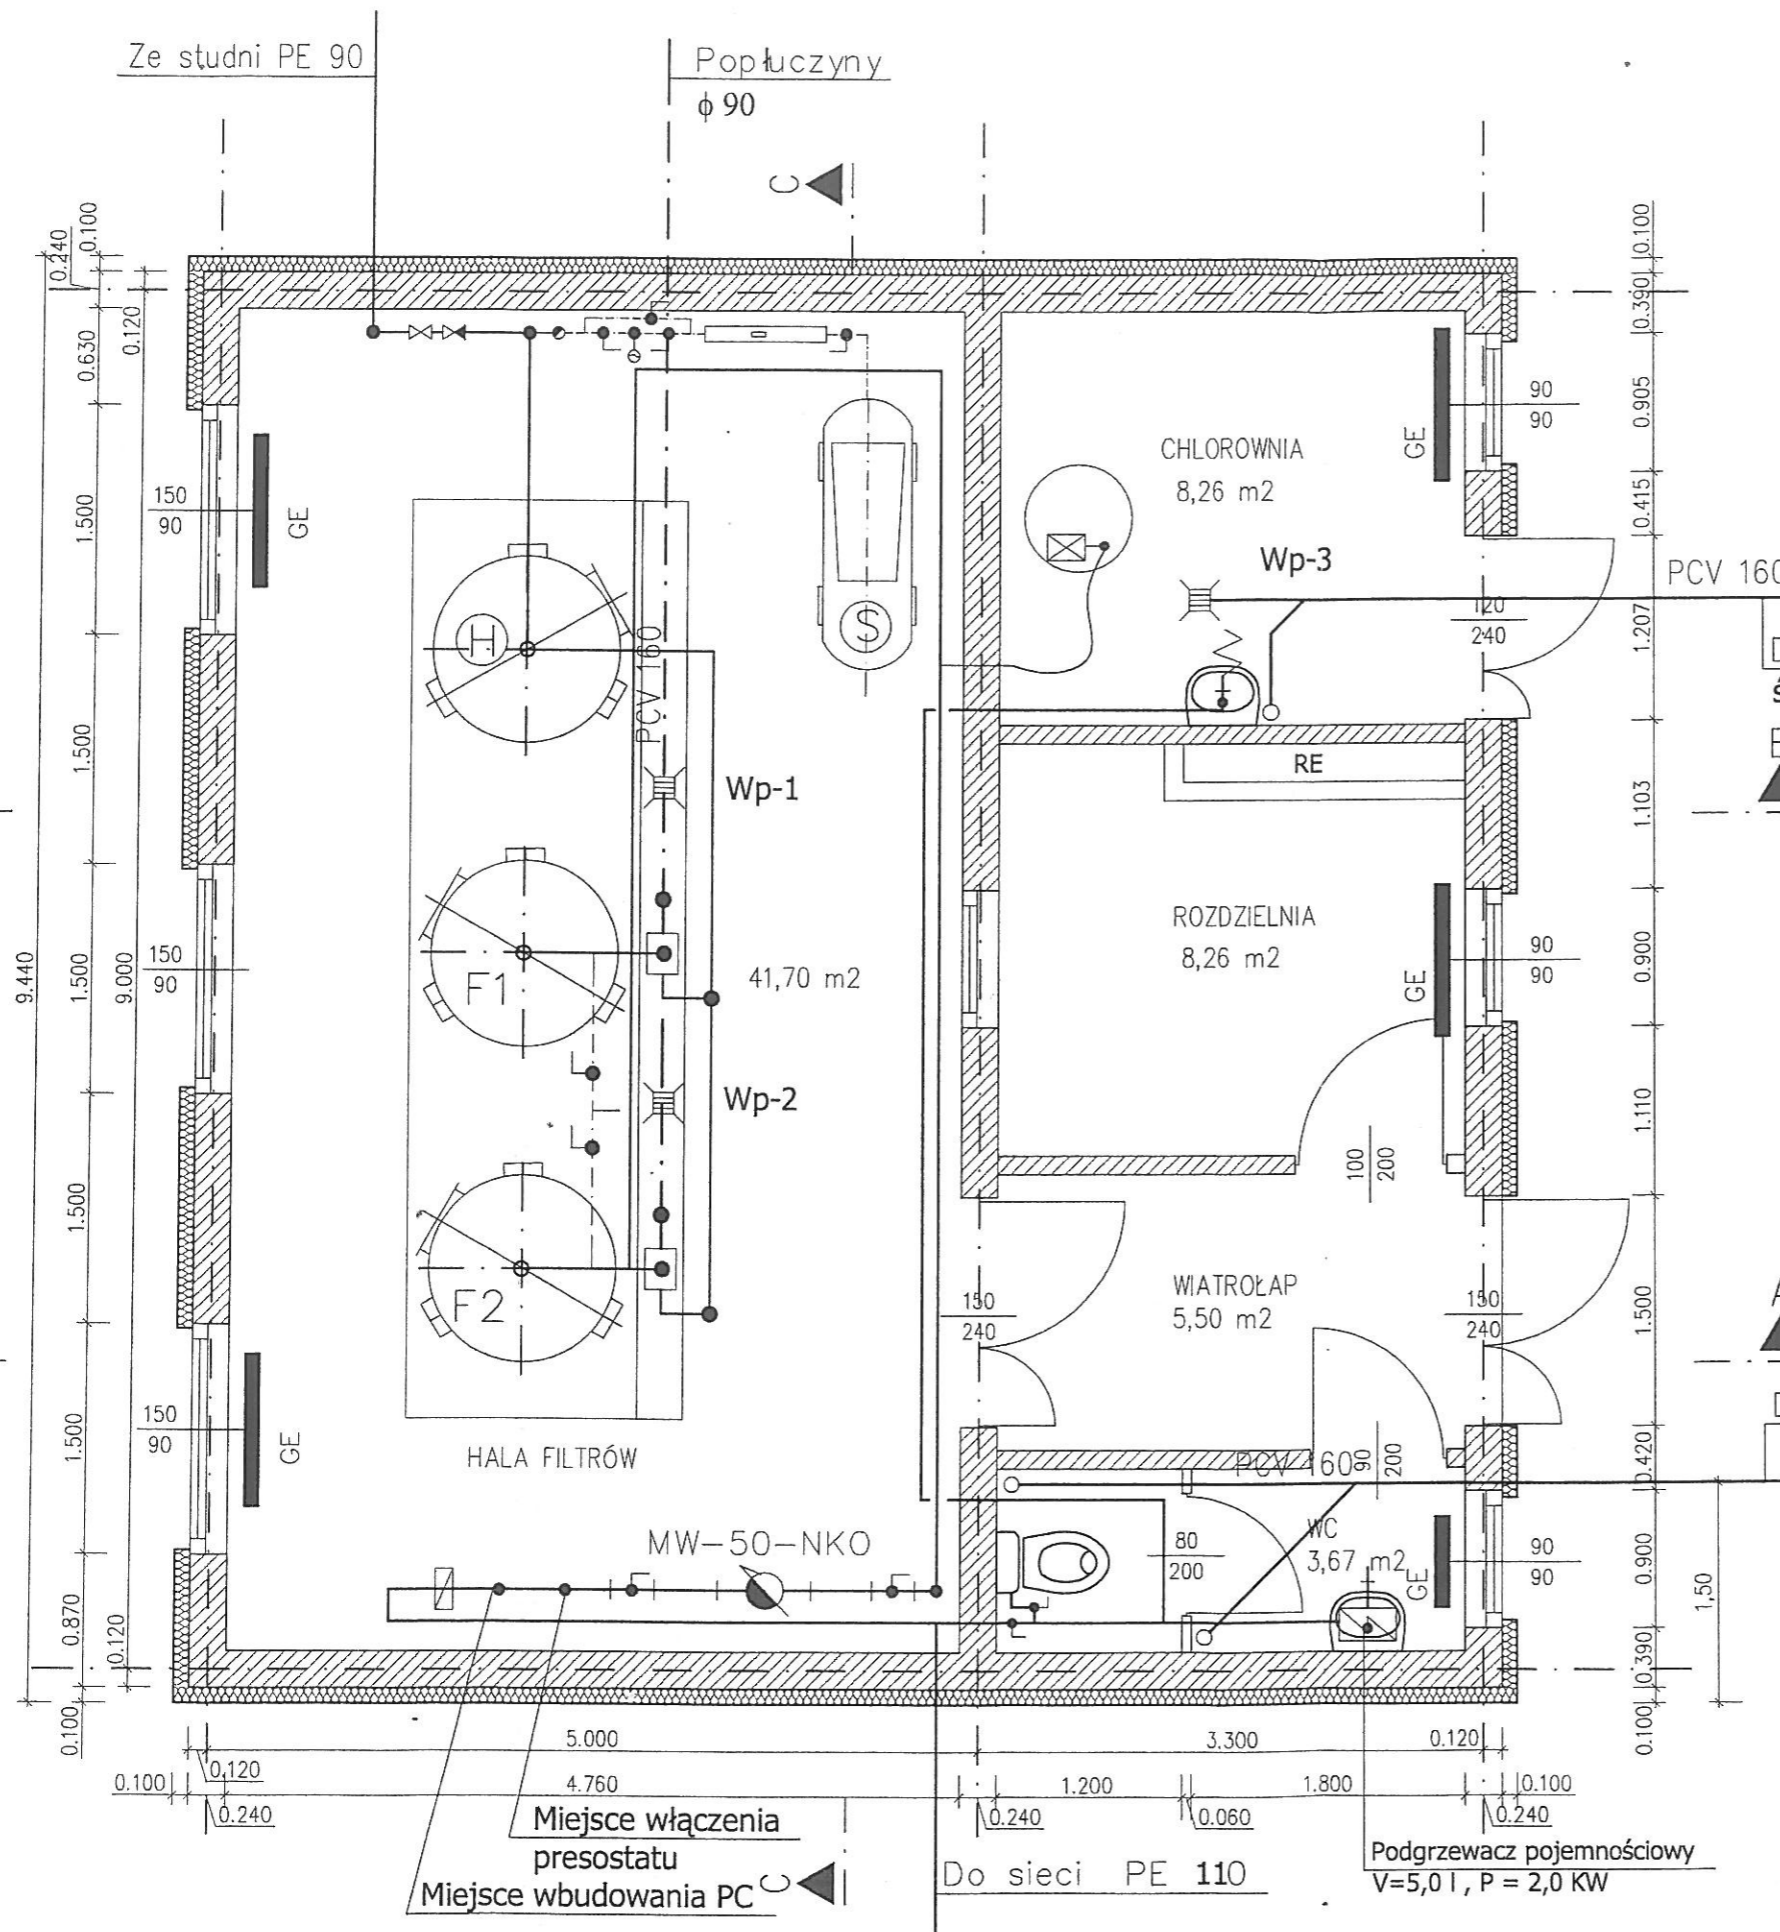 Ze studni PE 90
Popłuczyny
ϕ 90
C
0.240
0.100
0.120
0.630
1.500
1.500
1.500
1.500
1.500
0.870
0.120
0.100
9.440
9.000
150
90
GE
150
90
150
90
GE
H
PCV 160
S
Wp-1
F1
41,70 m2
Wp-2
F2
HALA FILTRÓW
MW-50-NKO
CHLOROWNIA
8,26 m2
Wp-3
GE
90
90
PCV 160
120
240
RE
ROZDZIELNIA
8,26 m2
GE
90
90
100
200
WIATROŁAP
5,50 m2
150
240
150
240
PCV 160
90
200
WC
3,67 m2
80
200
GE
90
90
0.100
0.390
0.905
0.415
1.207
1.103
0.900
1.110
1.500
0.420
0.900
0.390
0.100
1,50
5.000
3.300
0.120
0.100
0.120
4.760
1.200
1.800
0.100
0.240
0.240
0.060
0.240
Miejsce włączenia
presostatu
Miejsce wbudowania PC
C
Do sieci PE 110
Podgrzewacz pojemnościowy
V=5,0 l , P = 2,0 KW